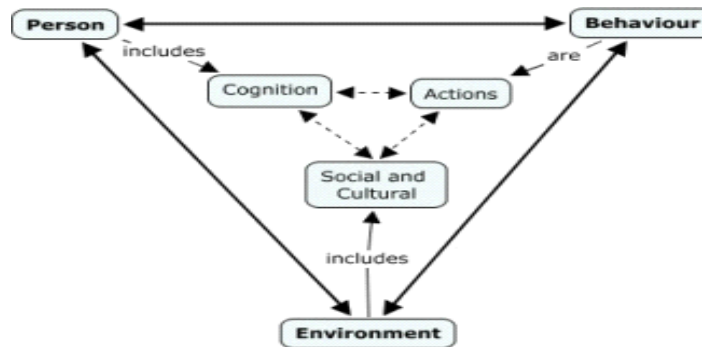 Person
Behaviour
includes
are
Cognition
Actions
Social and
Cultural
includes
Environment